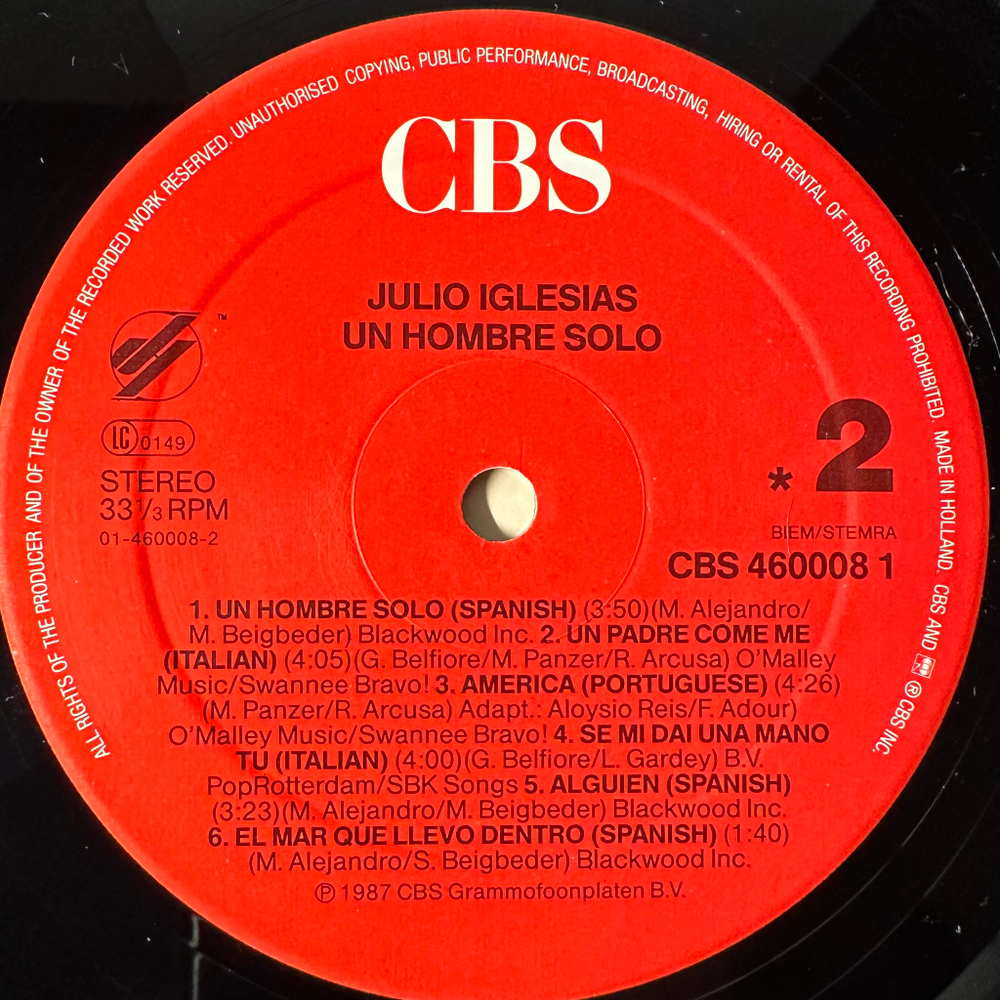 ALL RIGHTS OF THE PRODUCER AND OF THE OWNER OF THE RECORDED WORK RESERVED. UNAUTHORISED COPYING, PUBLIC PERFORMANCE, BROADCASTING, HIRING OR RENTAL OF THIS RECORDING PROHIBITED. MADE IN HOLLAND. CBS AND ℗ CBS INC.
CBS
JULIO IGLESIAS
UN HOMBRE SOLO
TM
LC 0149
STEREO
33 1/3 RPM
01-460008-2
* 2
BIEM/STEMRA
CBS 460008 1
1. UN HOMBRE SOLO (SPANISH) (3:50)(M. Alejandro/
M. Beigbeder) Blackwood Inc. 2. UN PADRE COME ME
(ITALIAN) (4:05)(G. Belfiore/M. Panzer/R. Arcusa) O'Malley
Music/Swannee Bravo! 3. AMERICA (PORTUGUESE) (4:26)
(M. Panzer/R. Arcusa) Adapt.: Aloysio Reis/F. Adour)
O'Malley Music/Swannee Bravo! 4. SE MI DAI UNA MANO
TU (ITALIAN) (4:00)(G. Belfiore/L. Gardey) B.V.
PopRotterdam/SBK Songs 5. ALGUIEN (SPANISH)
(3:23)(M. Alejandro/M. Beigbeder) Blackwood Inc.
6. EL MAR QUE LLEVO DENTRO (SPANISH) (1:40)
(M. Alejandro/S. Beigbeder) Blackwood Inc.
℗ 1987 CBS Grammofoonplaten B.V.